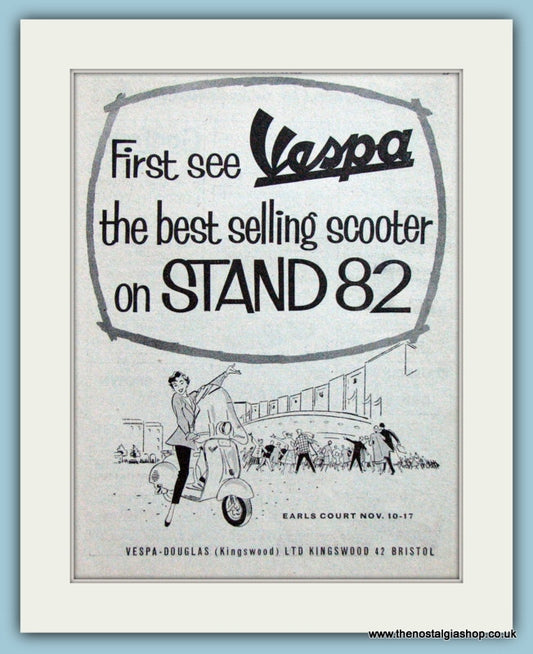 First see Vespa
the best selling scooter
on STAND 82
EARLS COURT NOV. 10-17
VESPA-DOUGLAS (Kingswood) LTD KINGSWOOD 42 BRISTOL
www.thenostalgiashop.co.uk